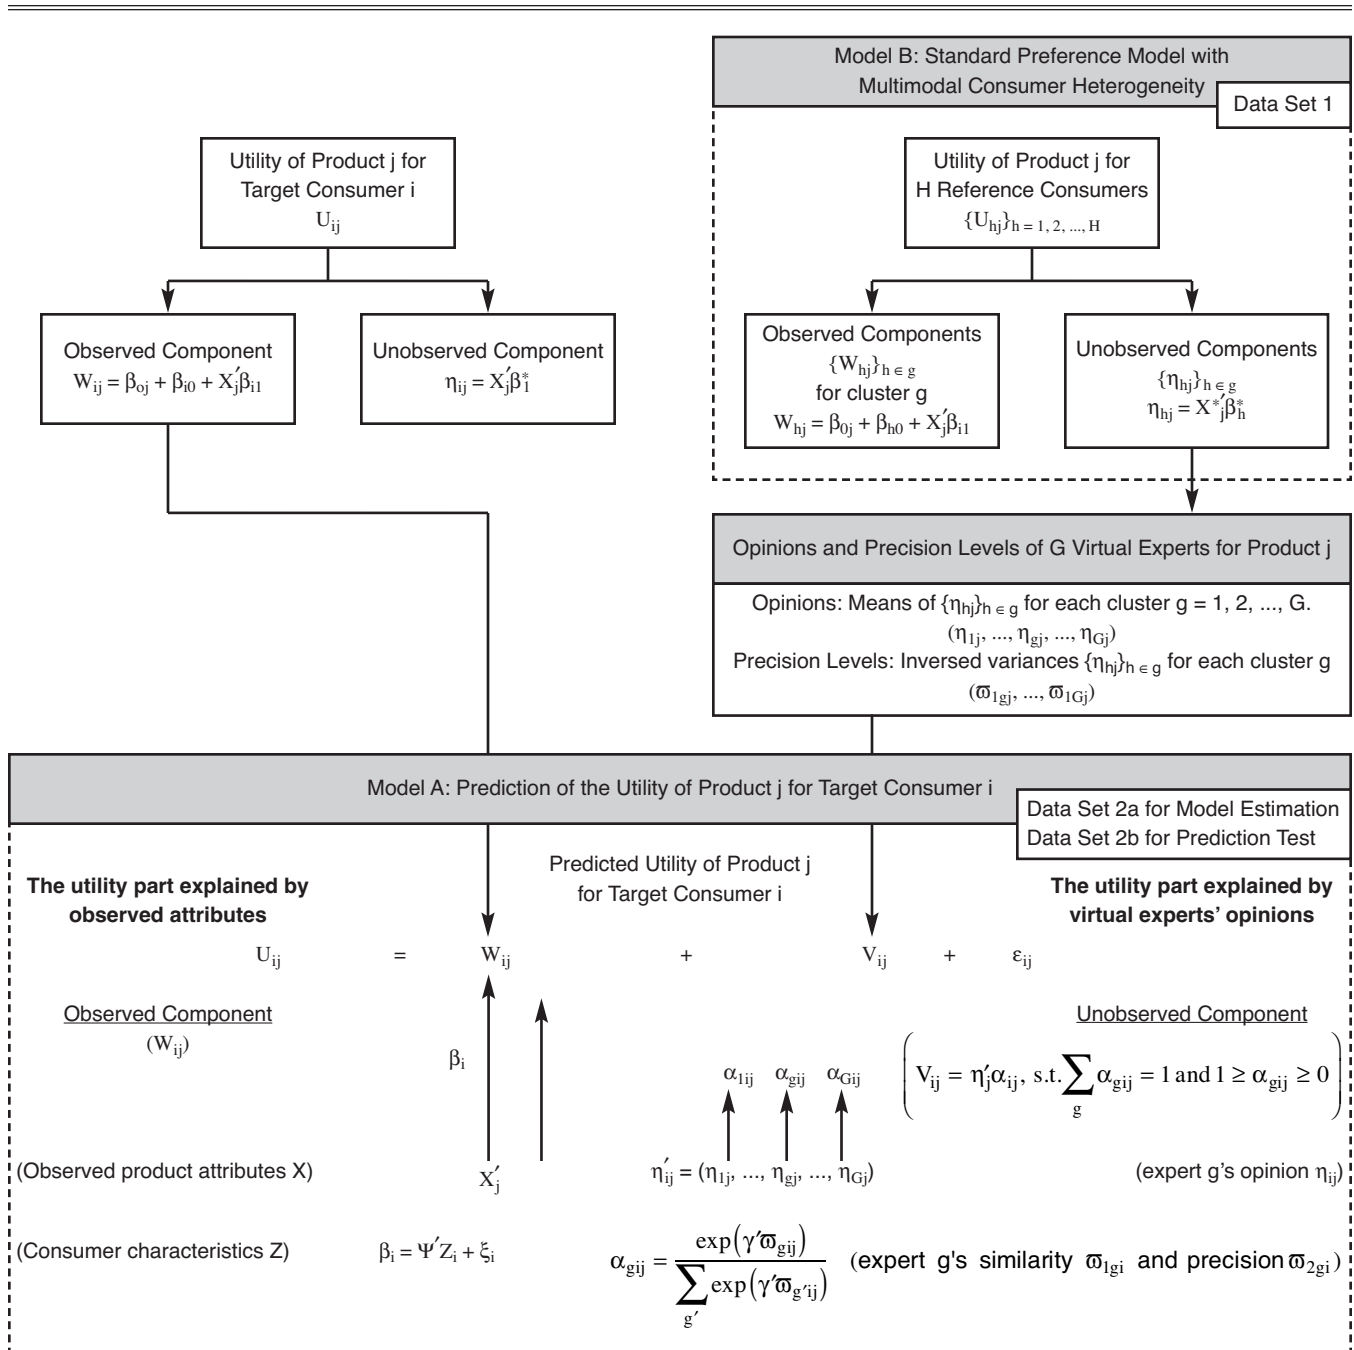 Model B: Standard Preference Model with
Multimodal Consumer Heterogeneity
Data Set 1
Utility of Product j for
Target Consumer i
U_ij
Utility of Product j for
H Reference Consumers
{U_hj}_h = 1, 2, ..., H
Observed Component
W_ij = β_oj + β_i0 + X′_jβ_i1
Unobserved Component
η_ij = X′_jβ*_1
Observed Components
{W_hj}_h ∈ g
for cluster g
W_hj = β_0j + β_h0 + X′_jβ_i1
Unobserved Components
{η_hj}_h ∈ g
η_hj = X*′_jβ*_h
Opinions and Precision Levels of G Virtual Experts for Product j
Opinions: Means of {η_hj}_h ∈ g for each cluster g = 1, 2, ..., G.
(η_1j, ..., η_gj, ..., η_Gj)
Precision Levels: Inversed variances {η_hj}_h ∈ g for each cluster g
(ϖ_1gj, ..., ϖ_1Gj)
Model A: Prediction of the Utility of Product j for Target Consumer i
Data Set 2a for Model Estimation
Data Set 2b for Prediction Test
Predicted Utility of Product j
for Target Consumer i
The utility part explained by
observed attributes
The utility part explained by
virtual experts’ opinion
U_ij = W_ij + V_ij + ε_ij
Observed Component
(W_ij)
Unobserved Component
(V_ij = η′_jα_ij, s.t. ∑_g α_gij = 1 and 1 ≥ α_gij ≥ 0)
β_i
α_1ij α_gij α_Gij
(Observed product attributes X) X′_j η′_ij = (η_1j, ..., η_gj, ..., η_Gj) (expert g's opinion η_ij)
(Consumer characteristics Z) β_i = Ψ′Z_i + ξ_i α_gij = exp(γ′ϖ_gij) / ∑_g′ exp(γ′ϖ_g′ij) (expert g's similarity ϖ_1gi and precision ϖ_2gi)